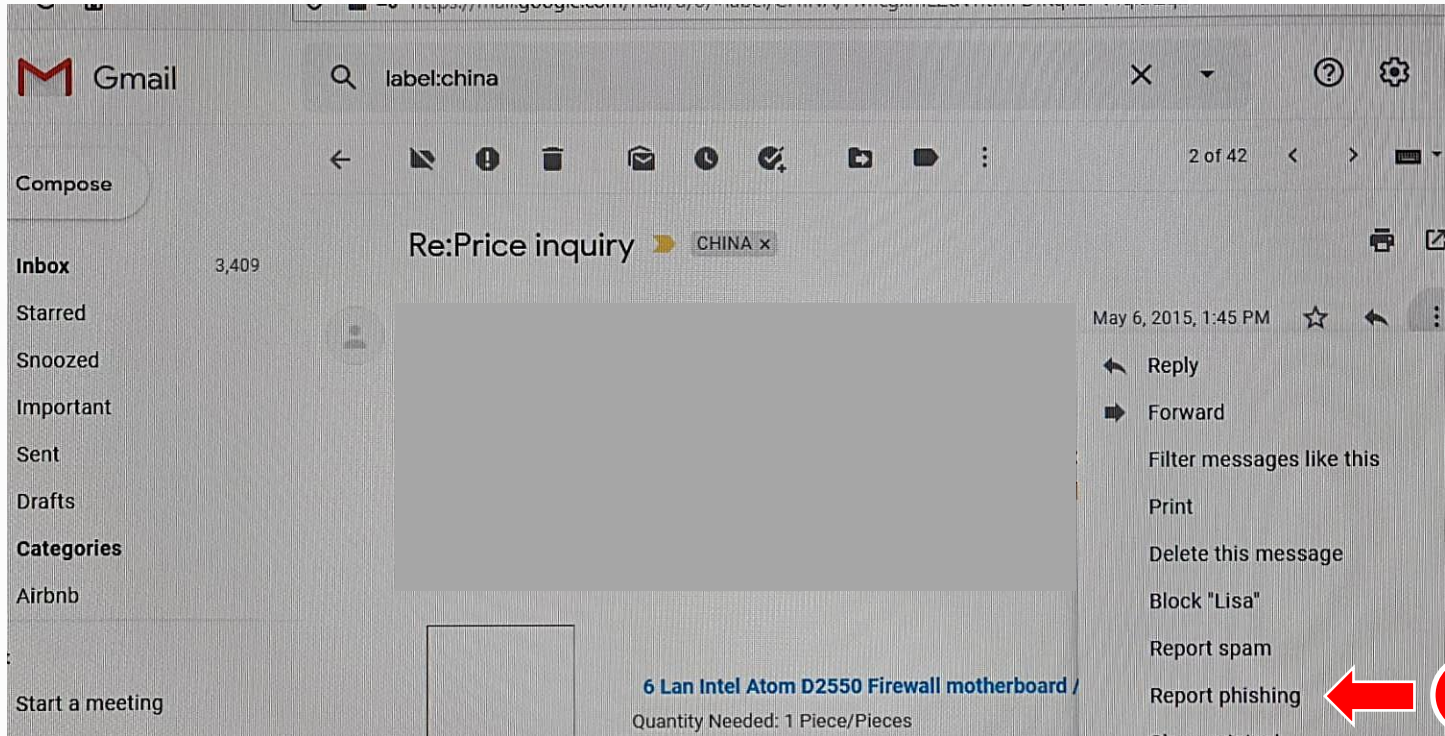 Gmail
label:china
Compose
2 of 42
Re:Price inquiry
CHINA ×
Inbox 3,409
Starred
Snoozed
Important
Sent
Drafts
Categories
Airbnb
Start a meeting
May 6, 2015, 1:45 PM
Reply
Forward
Filter messages like this
Print
Delete this message
Block "Lisa"
Report spam
Report phishing
6 Lan Intel Atom D2550 Firewall motherboard /
Quantity Needed: 1 Piece/Pieces